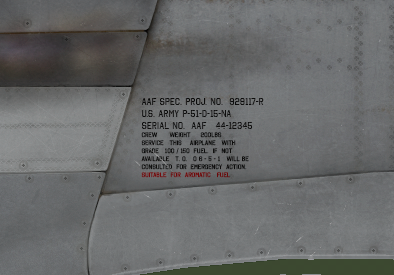 AAF SPEC. PROJ. NO. 929117-R
U.S. ARMY P-51-D-15-NA
SERIAL NO. AAF 44-12345
CREW WEIGHT 200LBS
SERVICE THIS AIRPLANE WITH
GRADE 100/150 FUEL. IF NOT
AVAILABLE T. O. 06-5-1 WILL BE
CONSULTED FOR EMERGENCY ACTION.
SUITABLE FOR AROMATIC FUEL